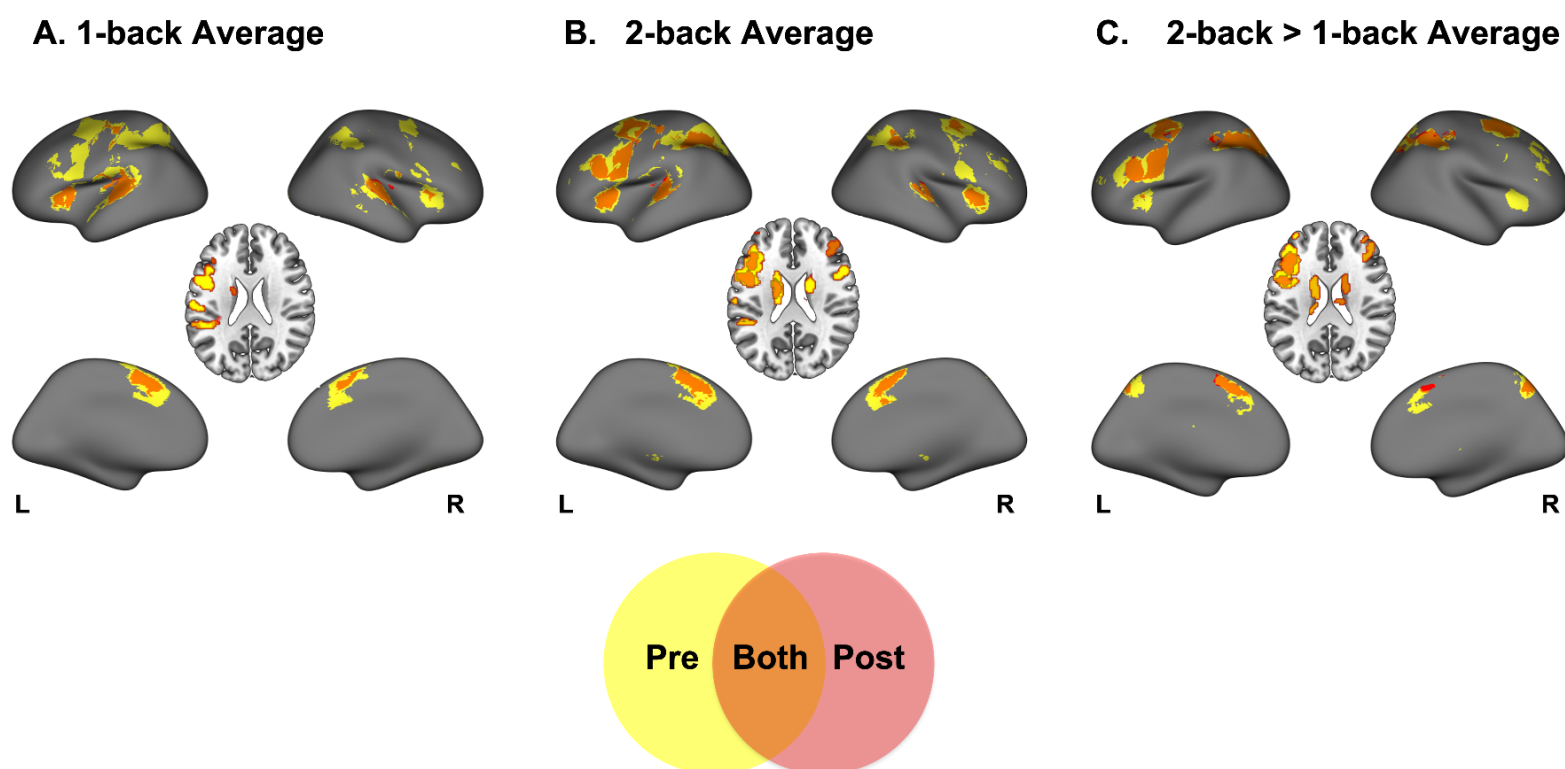 A. 1-back Average
B. 2-back Average
C. 2-back > 1-back Average
L R
L R
L R
Pre Both Post